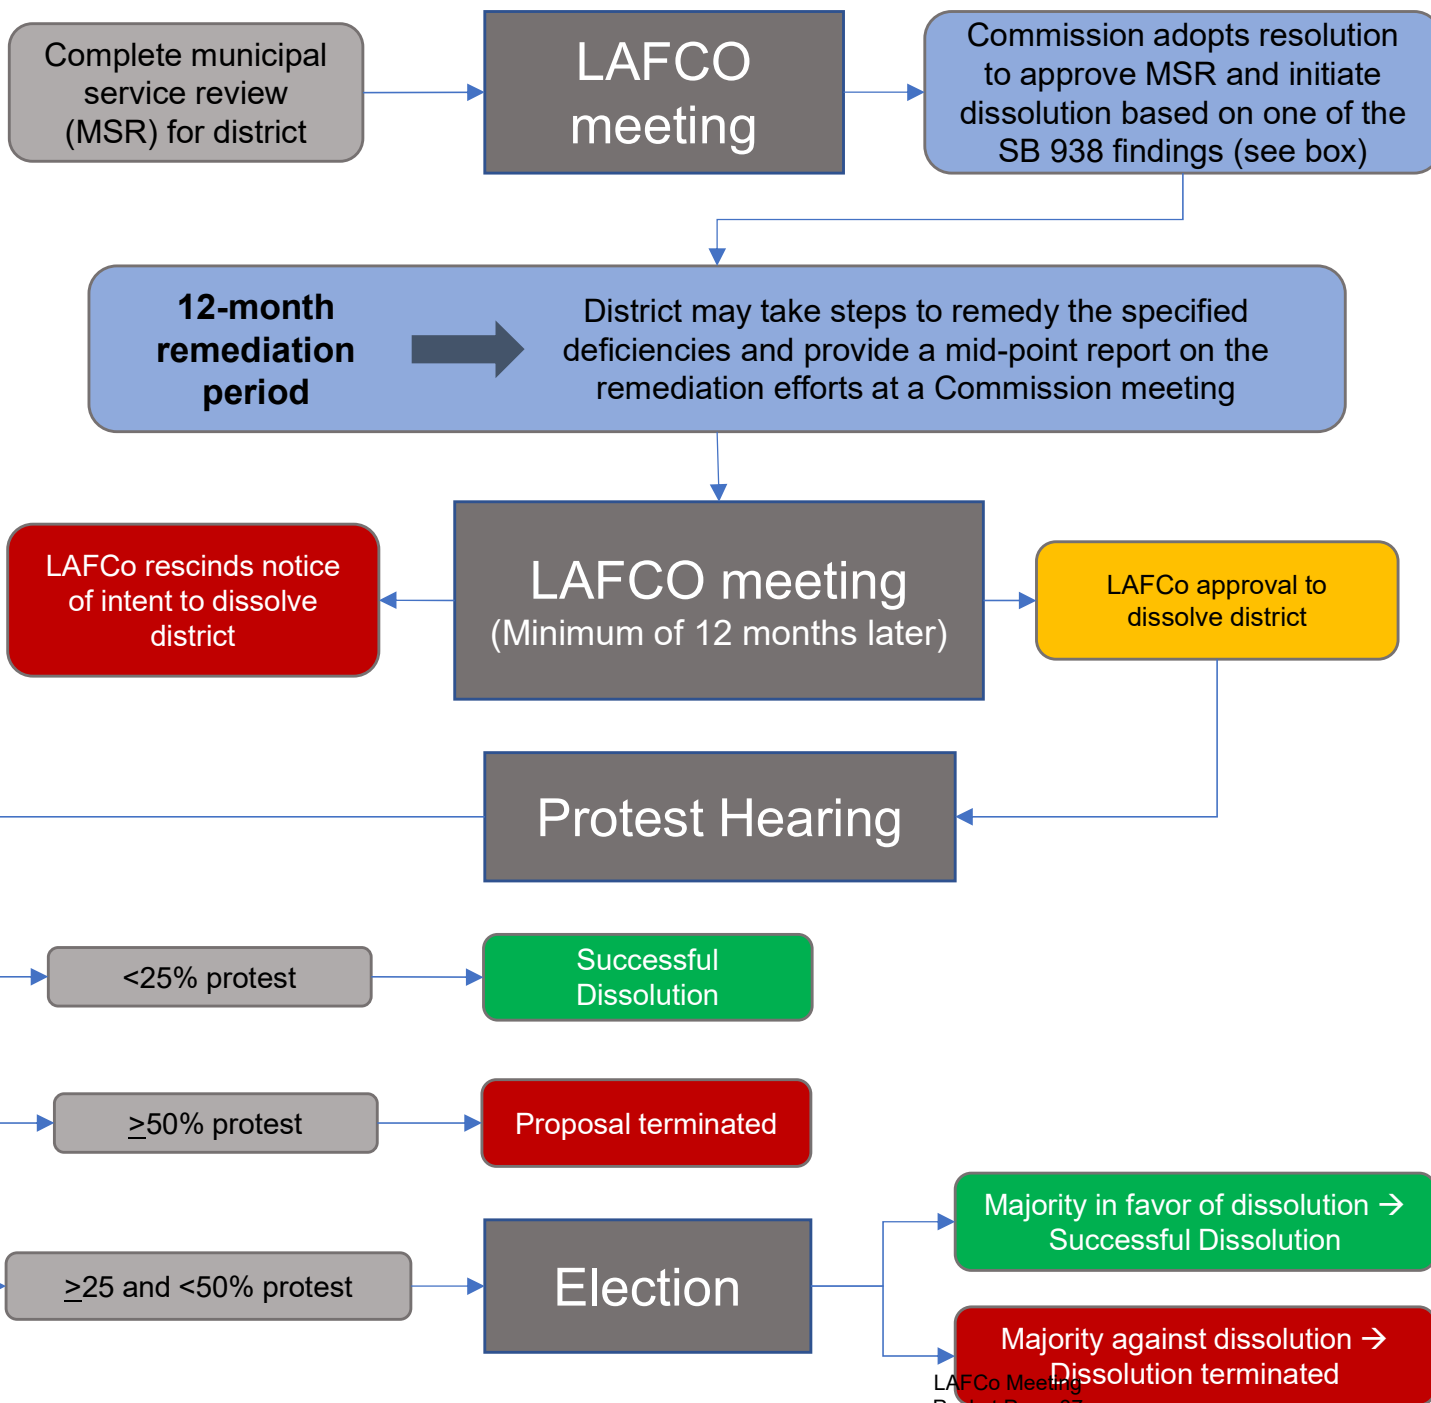 Complete municipal
service review
(MSR) for district
LAFCO
meeting
Commission adopts resolution
to approve MSR and initiate
dissolution based on one of the
SB 938 findings (see box)
12-month
remediation
period
District may take steps to remedy the specified
deficiencies and provide a mid-point report on the
remediation efforts at a Commission meeting
LAFCo rescinds notice
of intent to dissolve
district
LAFCO meeting
(Minimum of 12 months later)
LAFCo approval to
dissolve district
Protest Hearing
<25% protest
Successful
Dissolution
≥50% protest
Proposal terminated
≥25 and <50% protest
Election
Majority in favor of dissolution →
Successful Dissolution
Majority against dissolution →
Dissolution terminated
LAFCo Meeting